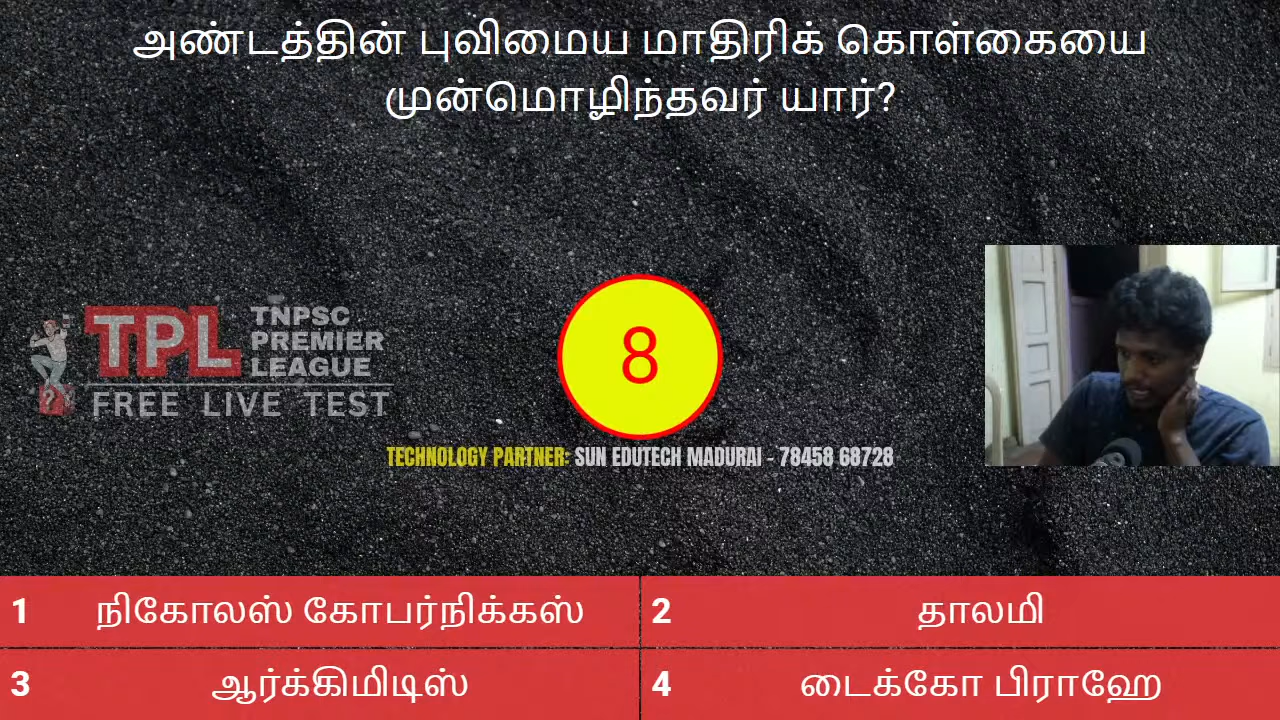 அண்டத்தின் புவிமைய மாதிரிக் கொள்கையை
முன்மொழிந்தவர் யார்?
TPL TNPSC
PREMIER
LEAGUE
FREE LIVE TEST
8
TECHNOLOGY PARTNER: SUN EDUTECH MADURAI - 78458 68728
1 நிகோலஸ் கோபர்நிக்கஸ்
2 தாலமி
3 ஆர்க்கிமிடிஸ்
4 டைக்கோ பிராஹே